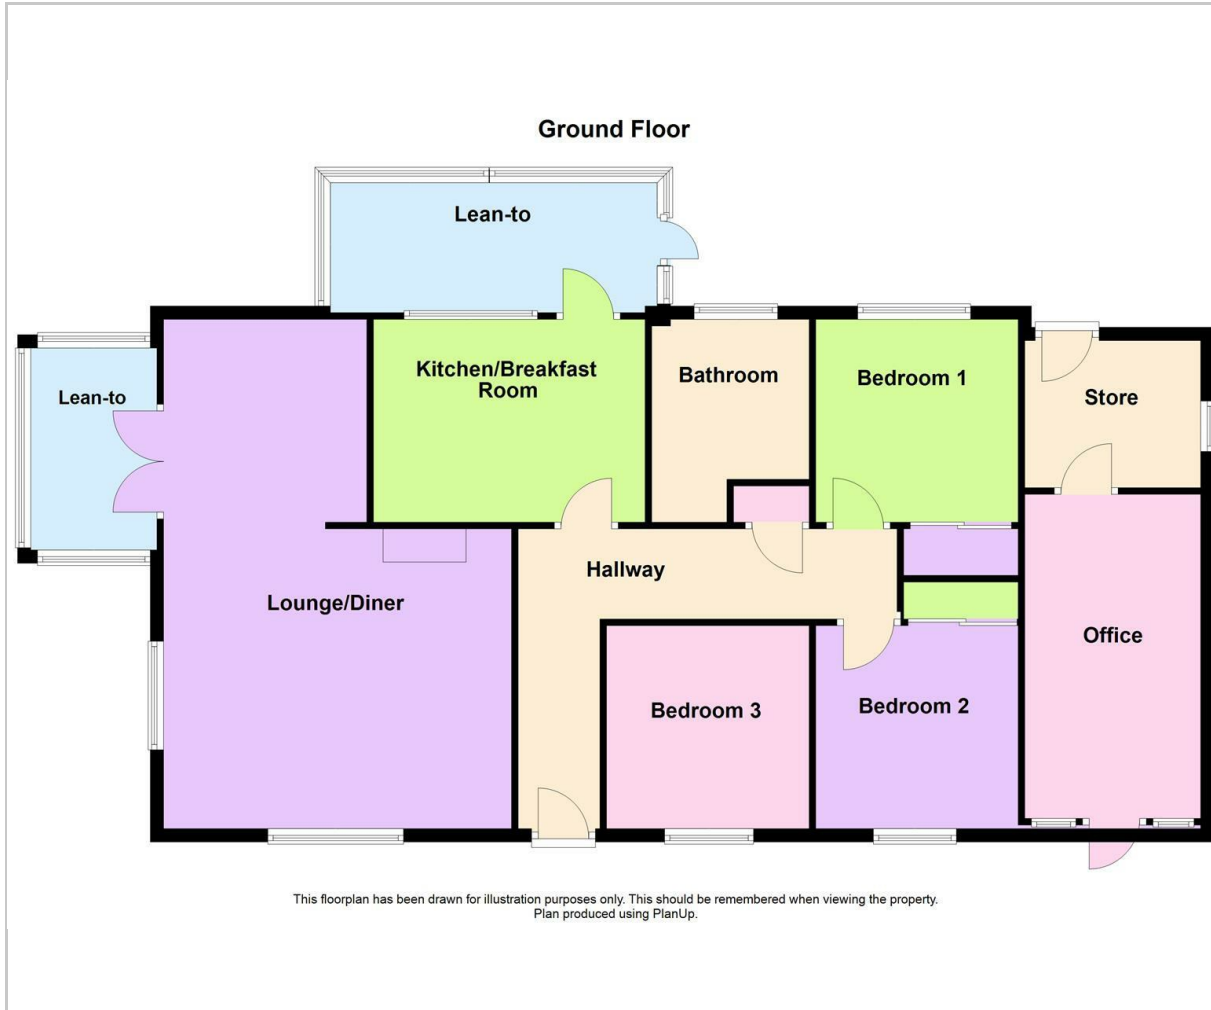 Ground Floor
Lean-to
Kitchen/Breakfast
Room
Bathroom
Bedroom 1
Lean-to
Store
Hallway
Lounge/Diner
Office
Bedroom 3
Bedroom 2
This floorplan has been drawn for illustration purposes only. This should be remembered when viewing the property.
Plan produced using PlanUp.